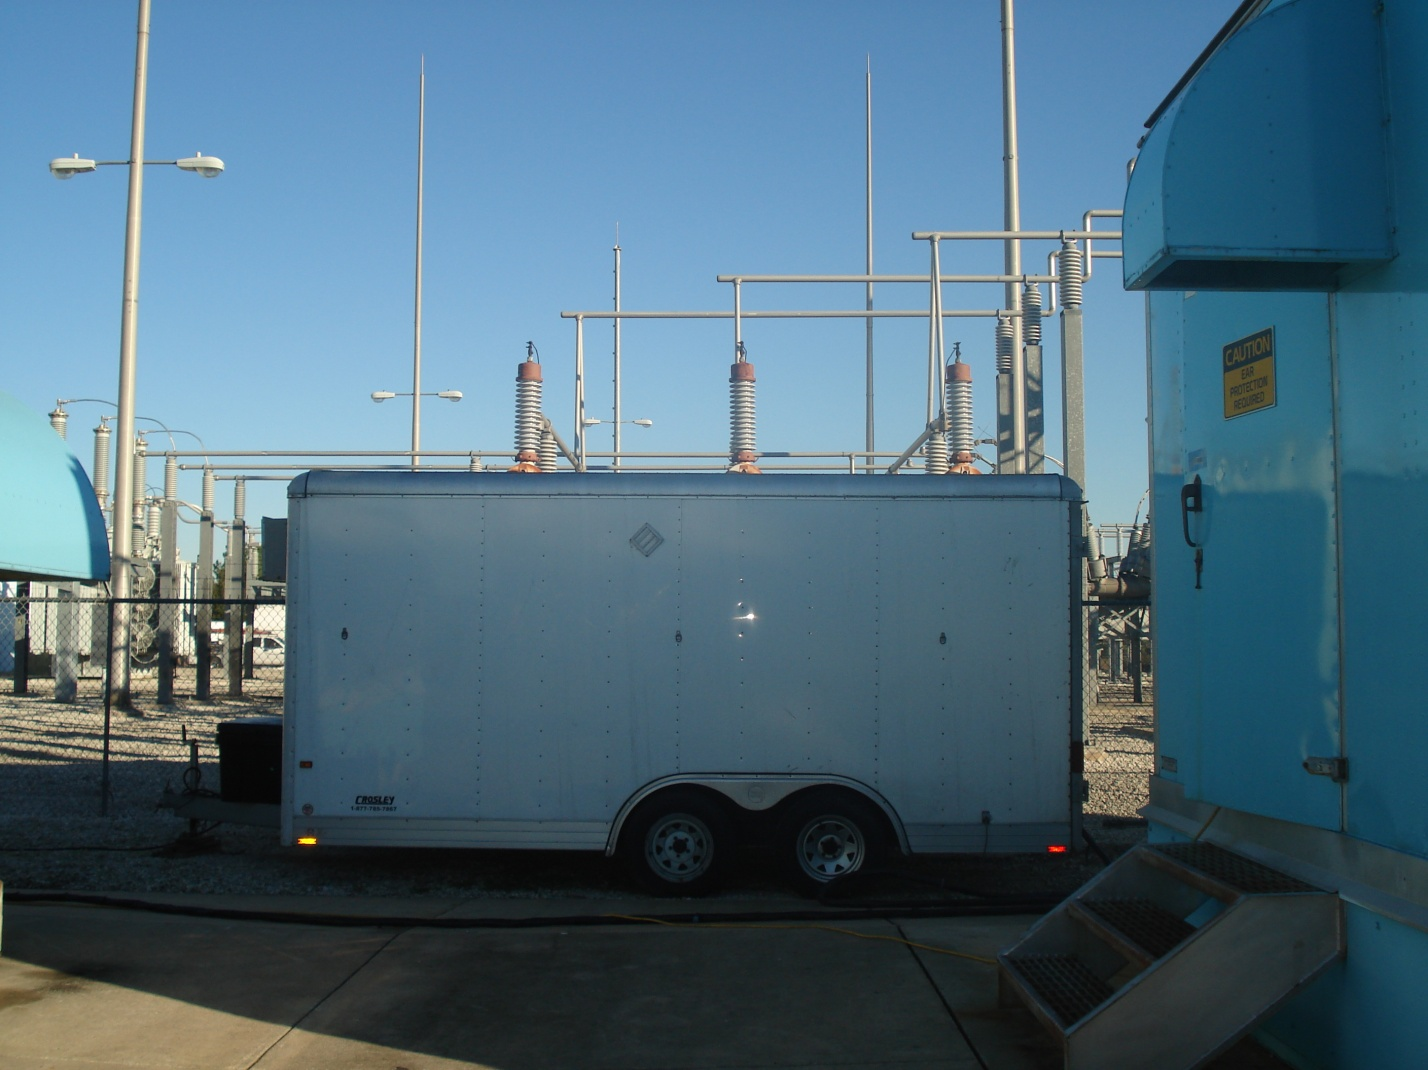 CAUTION
EAR
PROTECTION
REQUIRED
CROSLEY